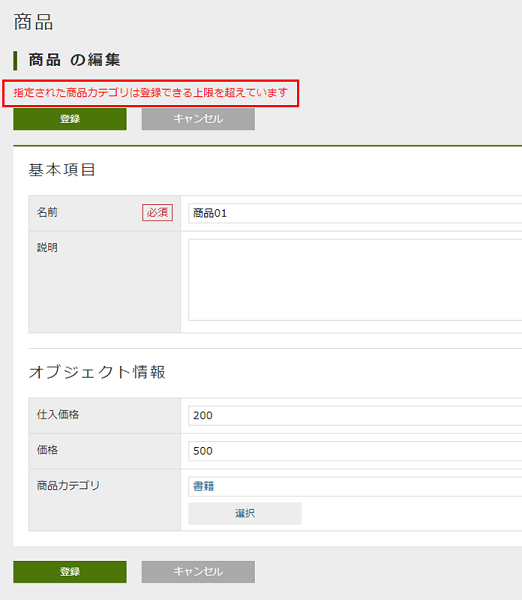 商品
商品 の編集
指定された商品カテゴリは登録できる上限を超えています
登録 キャンセル
基本項目
名前 必須 商品01
説明
オブジェクト情報
仕入価格 200
価格 500
商品カテゴリ 書籍
選択
登録 キャンセル